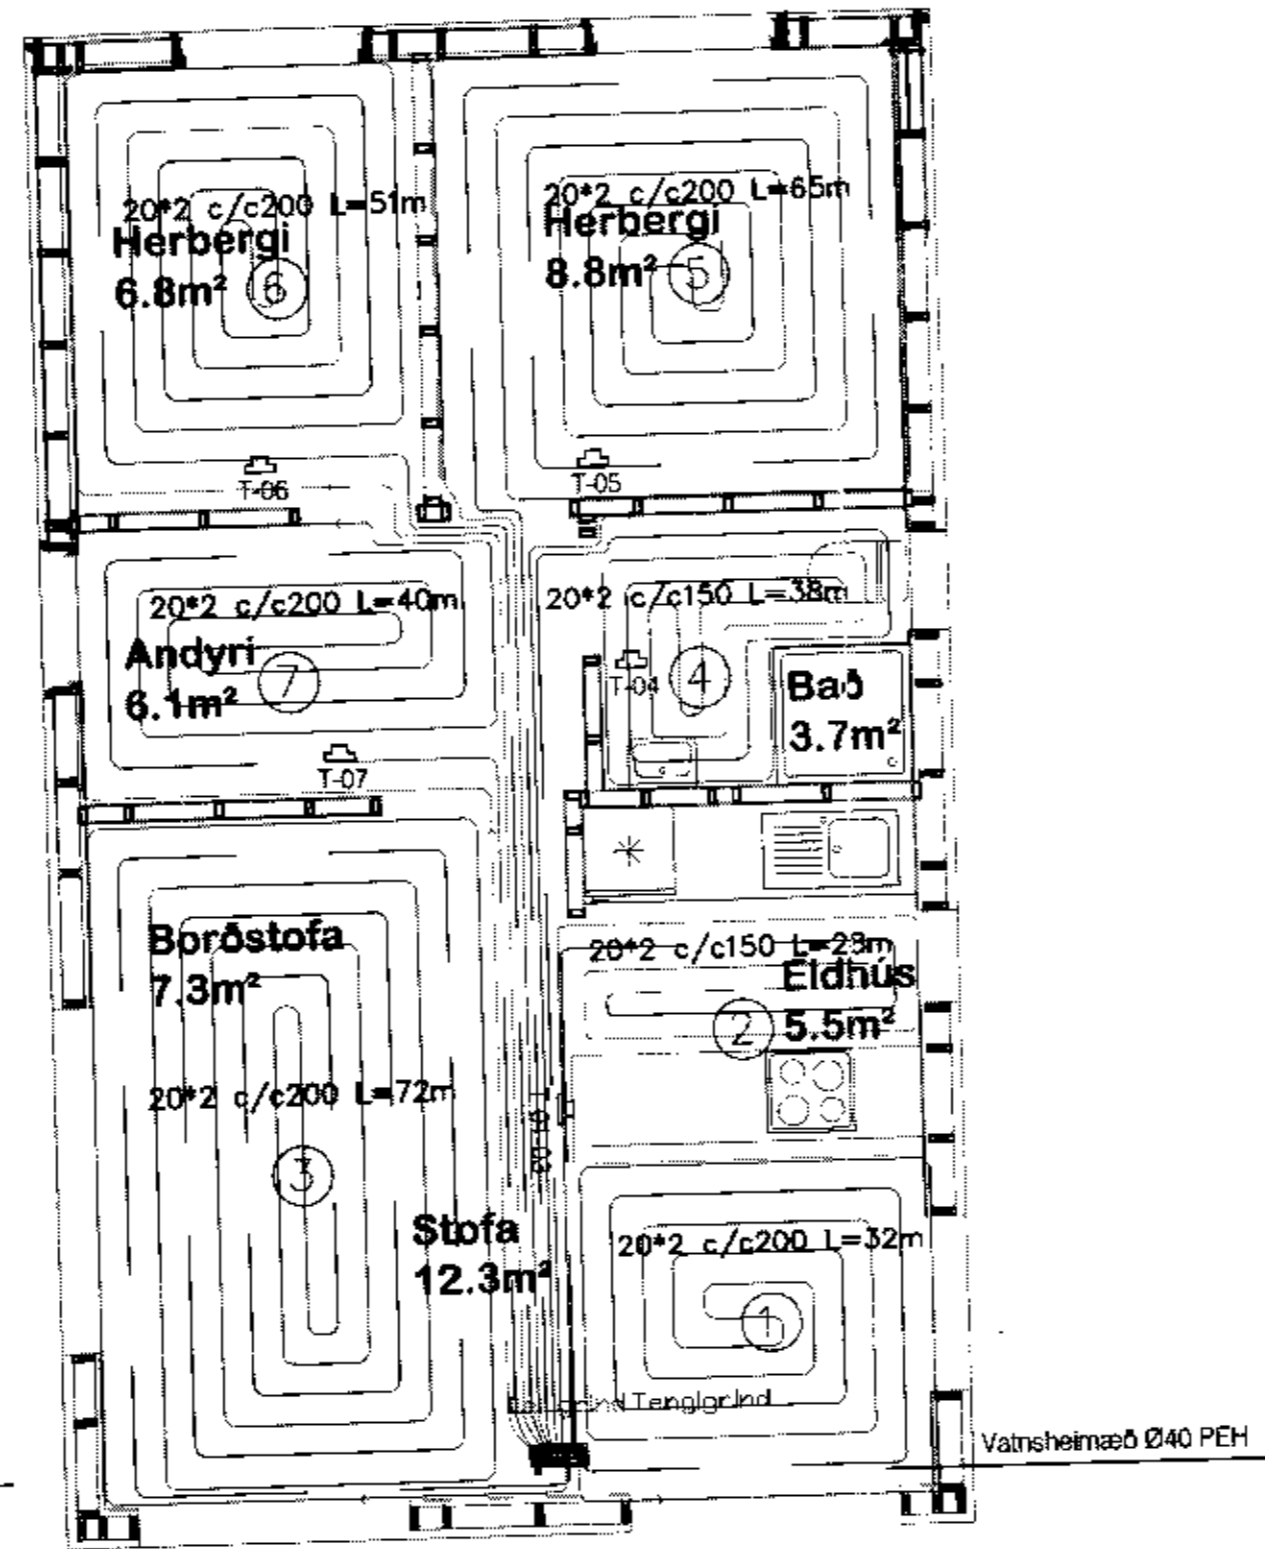 20*2 c/c200 L=51m
Herbergi
6.8m²
6
T-06
20*2 c/c200 L=65m
Herbergi
8.8m²
5
T-05
20*2 c/c200 L=40m
Andyri
6.1m²
7
T-07
20*2 c/c150 L=38m
4
T-04
Bað
3.7m²
Borðstofa
7.3m²
20*2 c/c200 L=72m
3
Stofa
12.3m²
20*2 c/c150 L=23m
Eldhús
5.5m²
2
20*2 c/c200 L=32m
1
Tengigrind
Vatnsheimæð Ø40 PEH